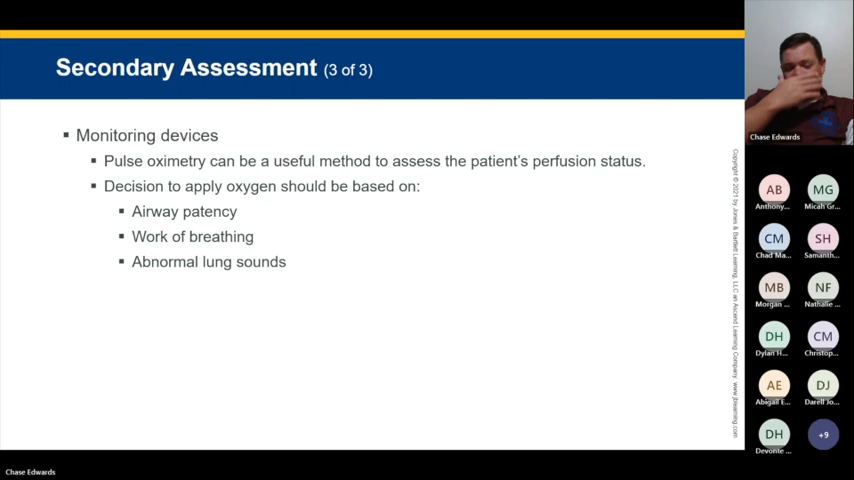 Secondary Assessment (3 of 3)
▪ Monitoring devices
▪ Pulse oximetry can be a useful method to assess the patient's perfusion status.
▪ Decision to apply oxygen should be based on:
▪ Airway patency
▪ Work of breathing
▪ Abnormal lung sounds
Copyright © 2021 by Jones & Bartlett Learning, LLC an Ascend Learning Company. www.jblearning.com
Chase Edwards
AB
Anthony...
MG
Micah Gr...
CM
Chad Ma...
SH
Samanth...
MB
Morgan ...
NF
Nathalie ...
DH
Dylan H...
CM
Christop...
AE
Abigail E...
DJ
Darell Jo...
DH
Devonte ...
+9
Chase Edwards